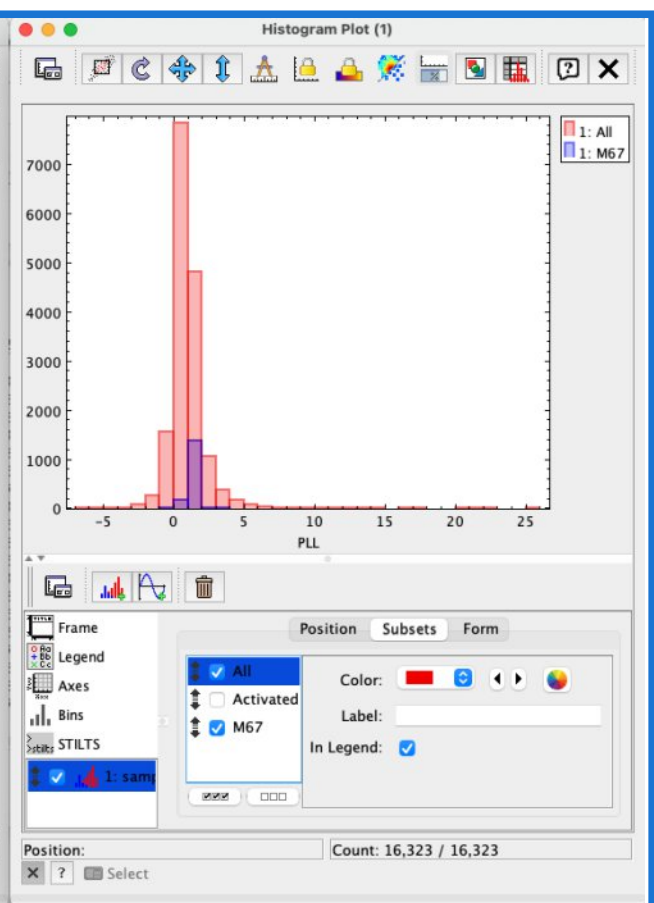 Histogram Plot (1)
1: All
1: M67
7000
6000
5000
4000
3000
2000
1000
0
-5 0 5 10 15 20 25
PLL
Frame
Legend
Axes
Bins
STILTS
1: samp
Position Subsets Form
All
Activated
M67
Color:
Label:
In Legend:
Position:
Count: 16,323 / 16,323
Select